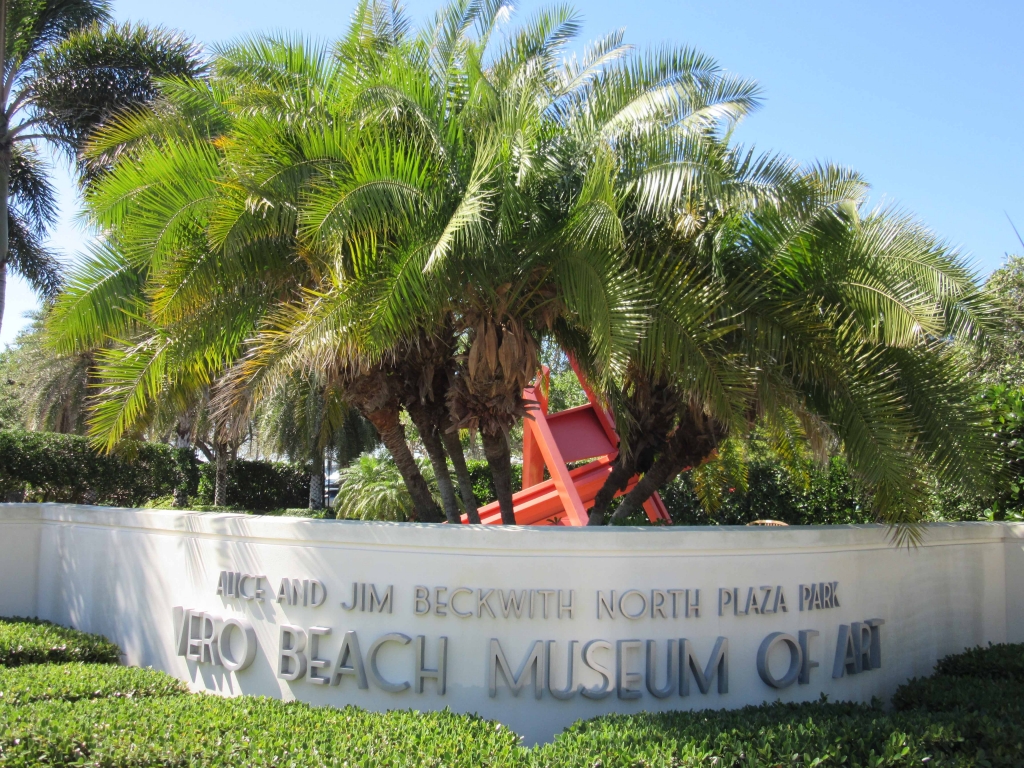 ALICE AND JIM BECKWITH NORTH PLAZA PARK
VERO BEACH MUSEUM OF ART